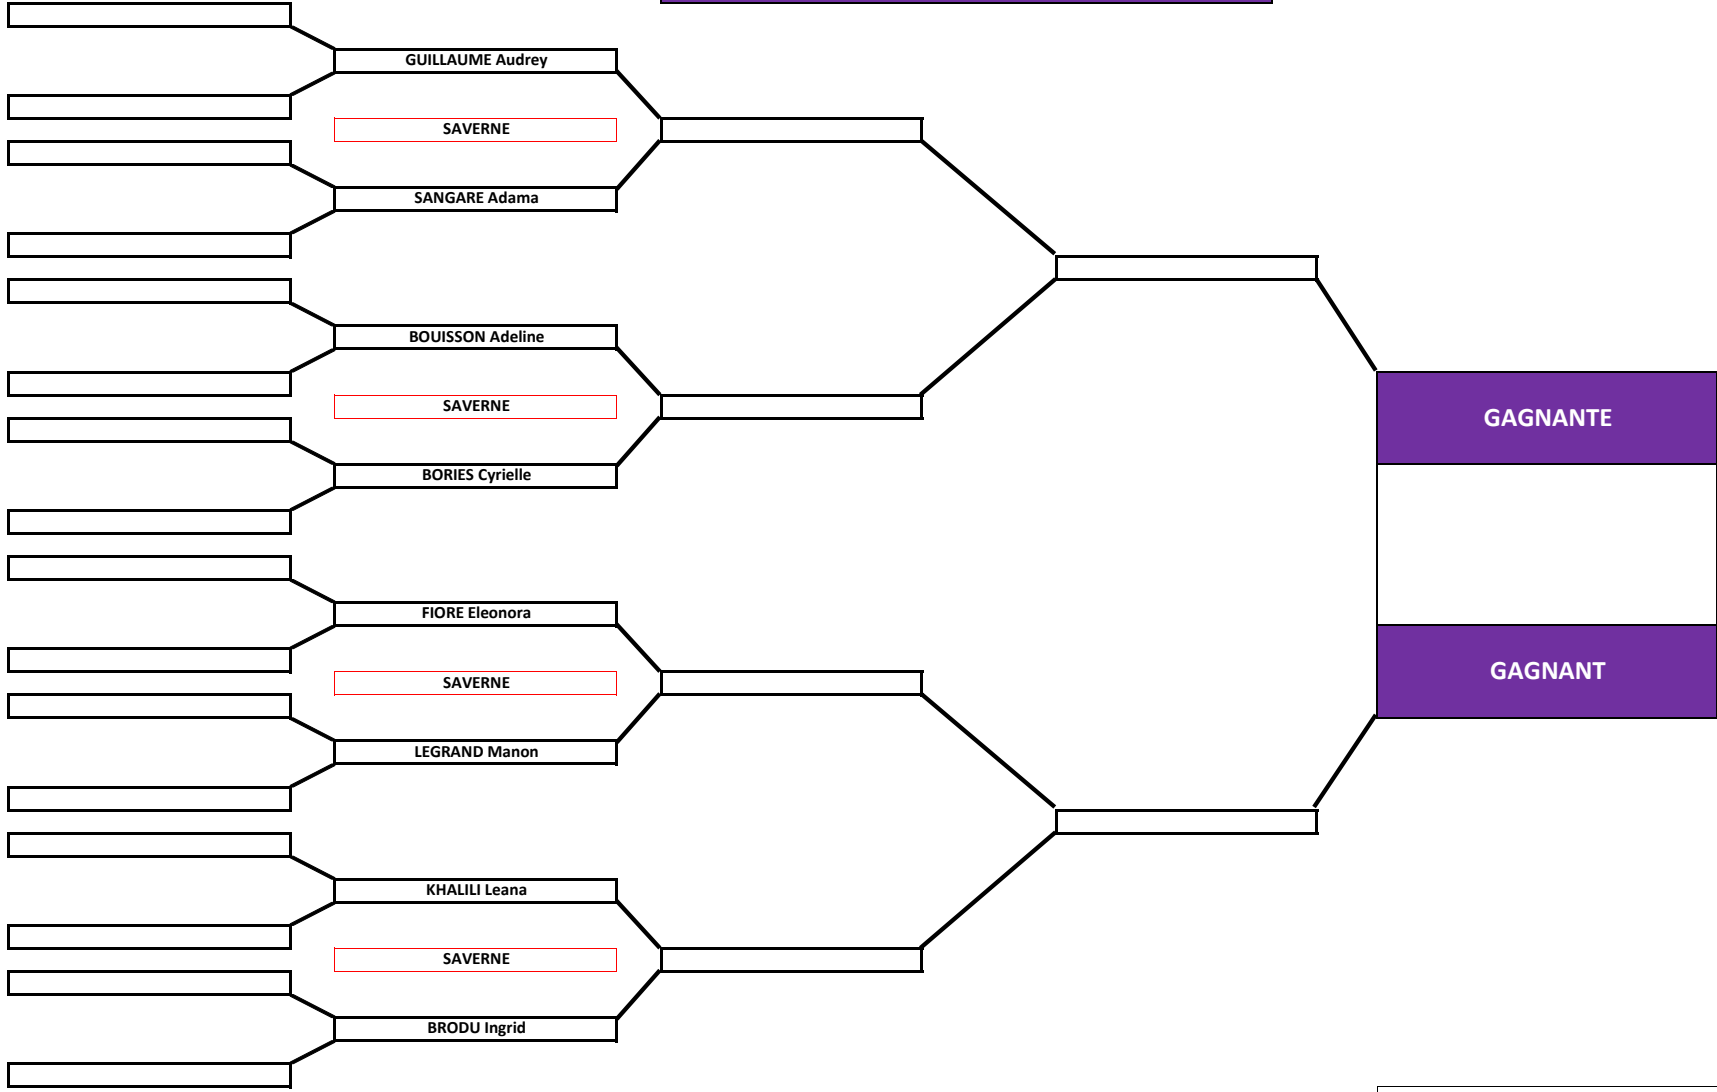 GUILLAUME Audrey
SAVERNE
SANGARE Adama
BOUISSON Adeline
SAVERNE
BORIES Cyrielle
GAGNANTE
FIORE Eleonora
SAVERNE
LEGRAND Manon
GAGNANT
KHALILI Leana
SAVERNE
BRODU Ingrid